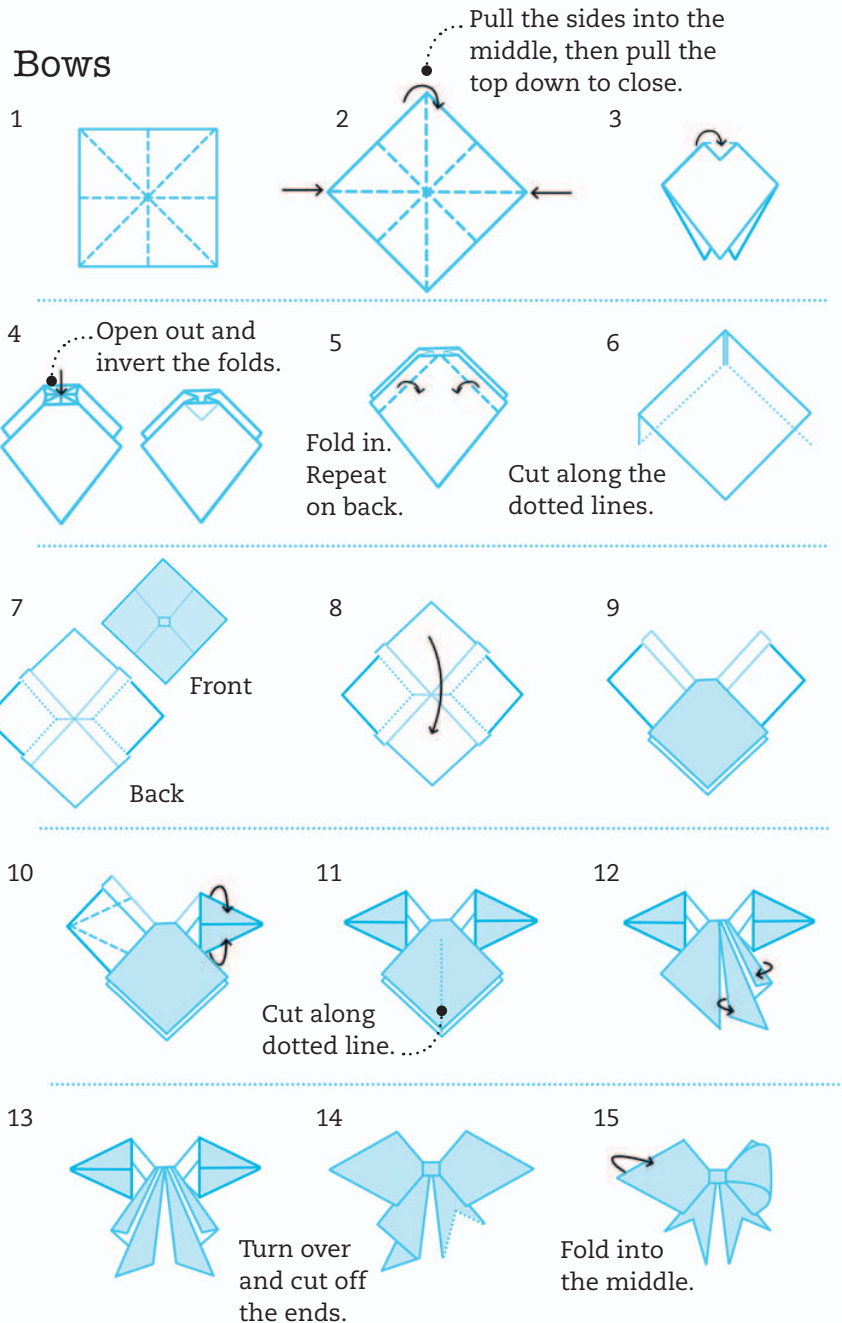 Bows
Pull the sides into the
middle, then pull the
top down to close.
1
2
3
4
Open out and
invert the folds.
5
Fold in.
Repeat
on back.
6
Cut along the
dotted lines.
7
Front
Back
8
9
10
11
Cut along
dotted line.
12
13
Turn over
and cut off
the ends.
14
15
Fold into
the middle.